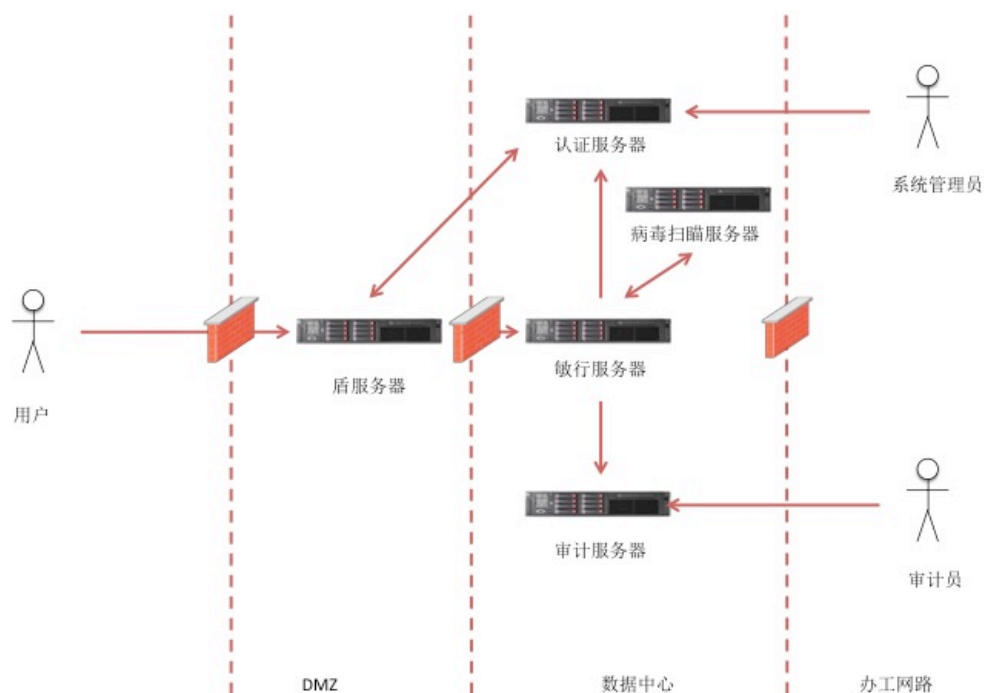 认证服务器
系统管理员
病毒扫瞄服务器
敏行服务器
盾服务器
用户
审计服务器
审计员
DMZ
数据中心
办工网路